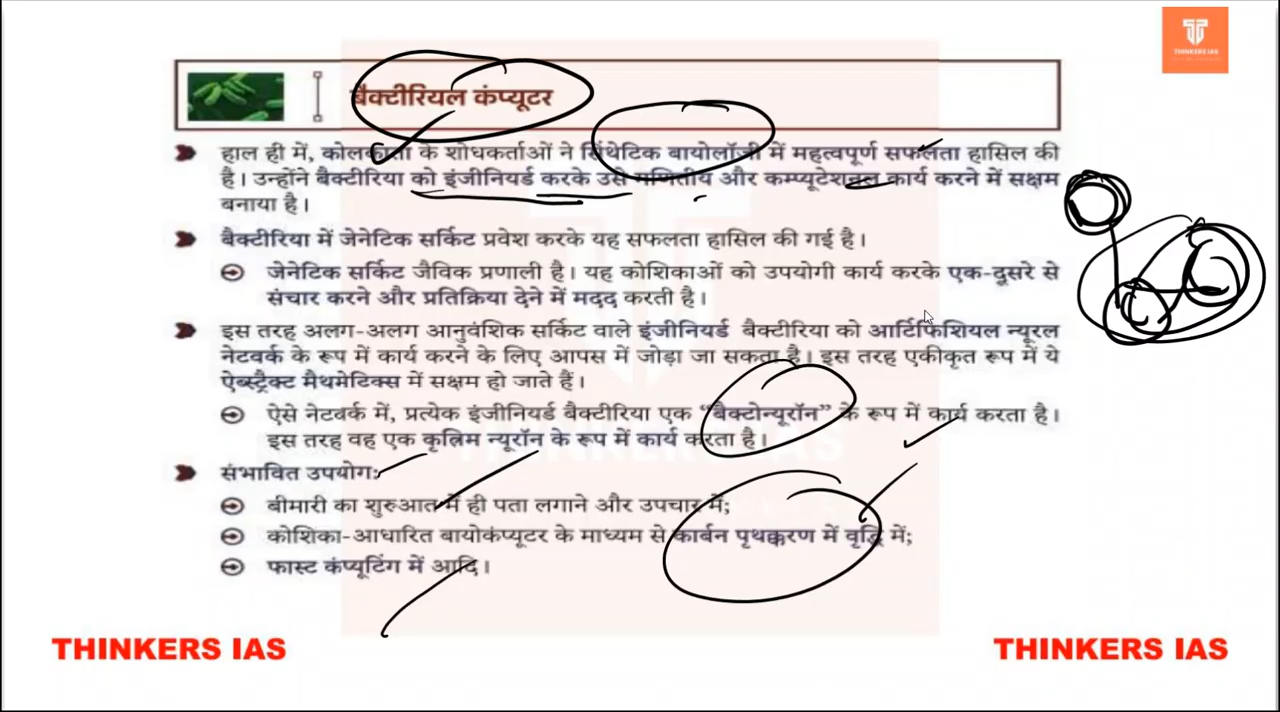 THINKERS IAS
बैक्टीरियल कंप्यूटर
हाल ही में, कोलकाता के शोधकर्ताओं ने सिंथेटिक बायोलॉजी में महत्वपूर्ण सफलता हासिल की
है। उन्होंने बैक्टीरिया को इंजीनियर्ड करके उसे गणितीय और कम्प्यूटेशनल कार्य करने में सक्षम
बनाया है।
बैक्टीरिया में जेनेटिक सर्किट प्रवेश करके यह सफलता हासिल की गई है।
जेनेटिक सर्किट जैविक प्रणाली है। यह कोशिकाओं को उपयोगी कार्य करके एक-दूसरे से
संचार करने और प्रतिक्रिया देने में मदद करती है।
इस तरह अलग-अलग आनुवंशिक सर्किट वाले इंजीनियर्ड बैक्टीरिया को आर्टिफिशियल न्यूरल
नेटवर्क के रूप में कार्य करने के लिए आपस में जोड़ा जा सकता है। इस तरह एकीकृत रूप में ये
ऐब्स्ट्रैक्ट मैथमेटिक्स में सक्षम हो जाते हैं।
ऐसे नेटवर्क में, प्रत्येक इंजीनियर्ड बैक्टीरिया एक “बैक्टोन्यूरॉन” के रूप में कार्य करता है।
इस तरह वह एक कृत्रिम न्यूरॉन के रूप में कार्य करता है।
संभावित उपयोगः
बीमारी का शुरुआत में ही पता लगाने और उपचार में;
कोशिका-आधारित बायोकंप्यूटर के माध्यम से कार्बन पृथक्करण में वृद्धि में;
फास्ट कंप्यूटिंग में आदि।
THINKERS IAS
THINKERS IAS